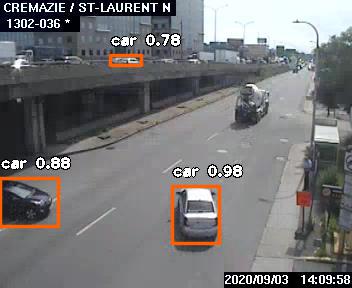 CREMAZIE / ST-LAURENT N
1302-036 *
car 0.78
car 0.88
car 0.98
2020/09/03 14:09:58